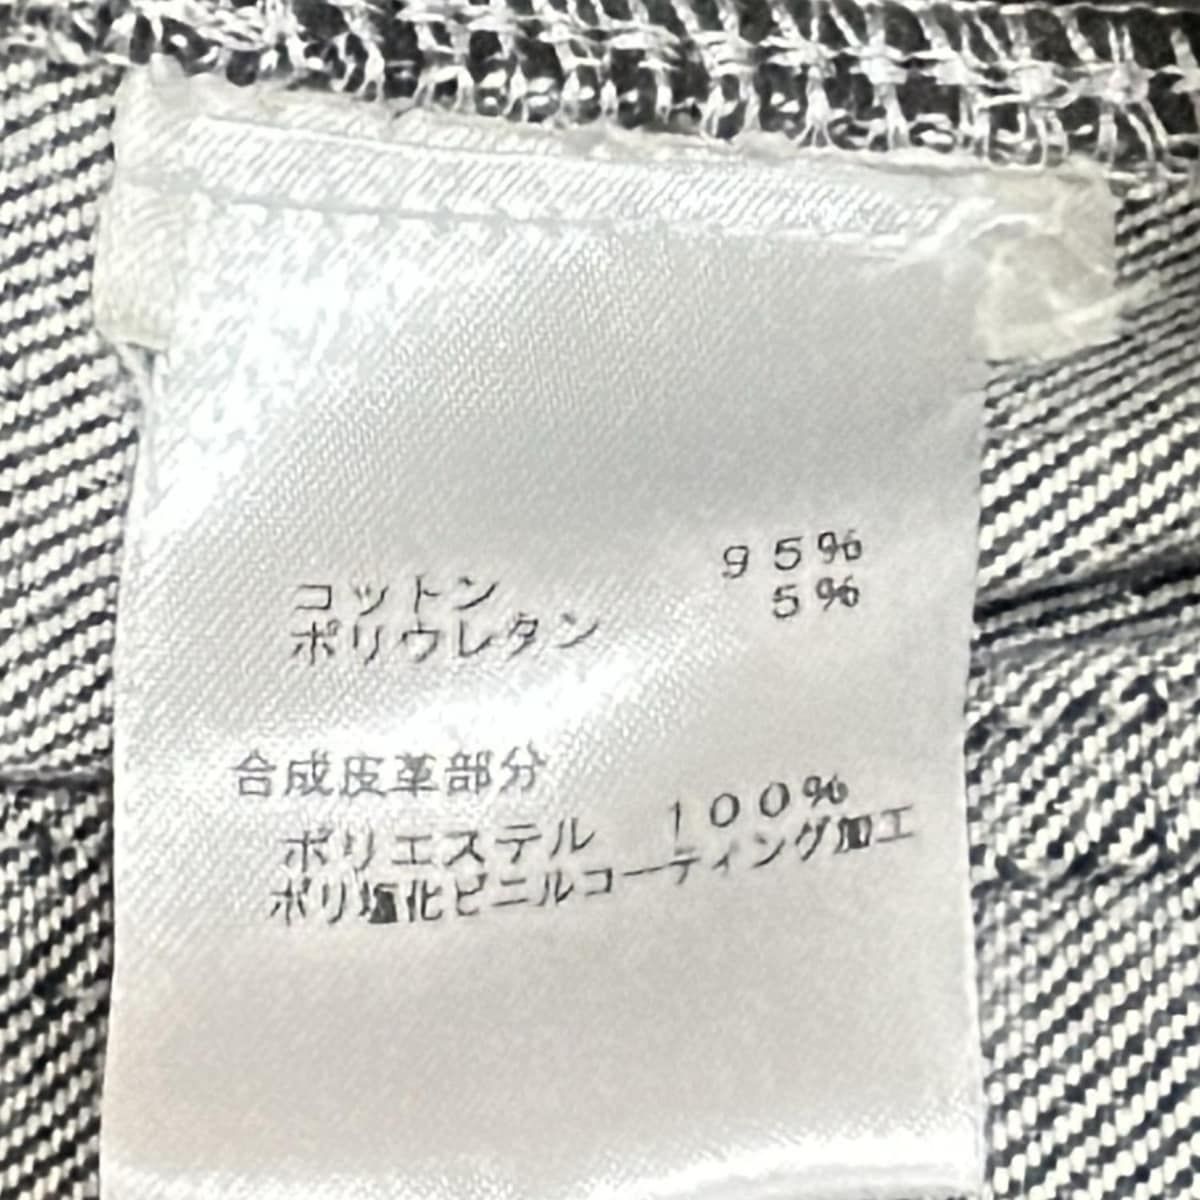 コットン 95%
ポリウレタン 5%
合成皮革部分
ポリエステル 100%
ポリ塩化ビニルコーティング加工